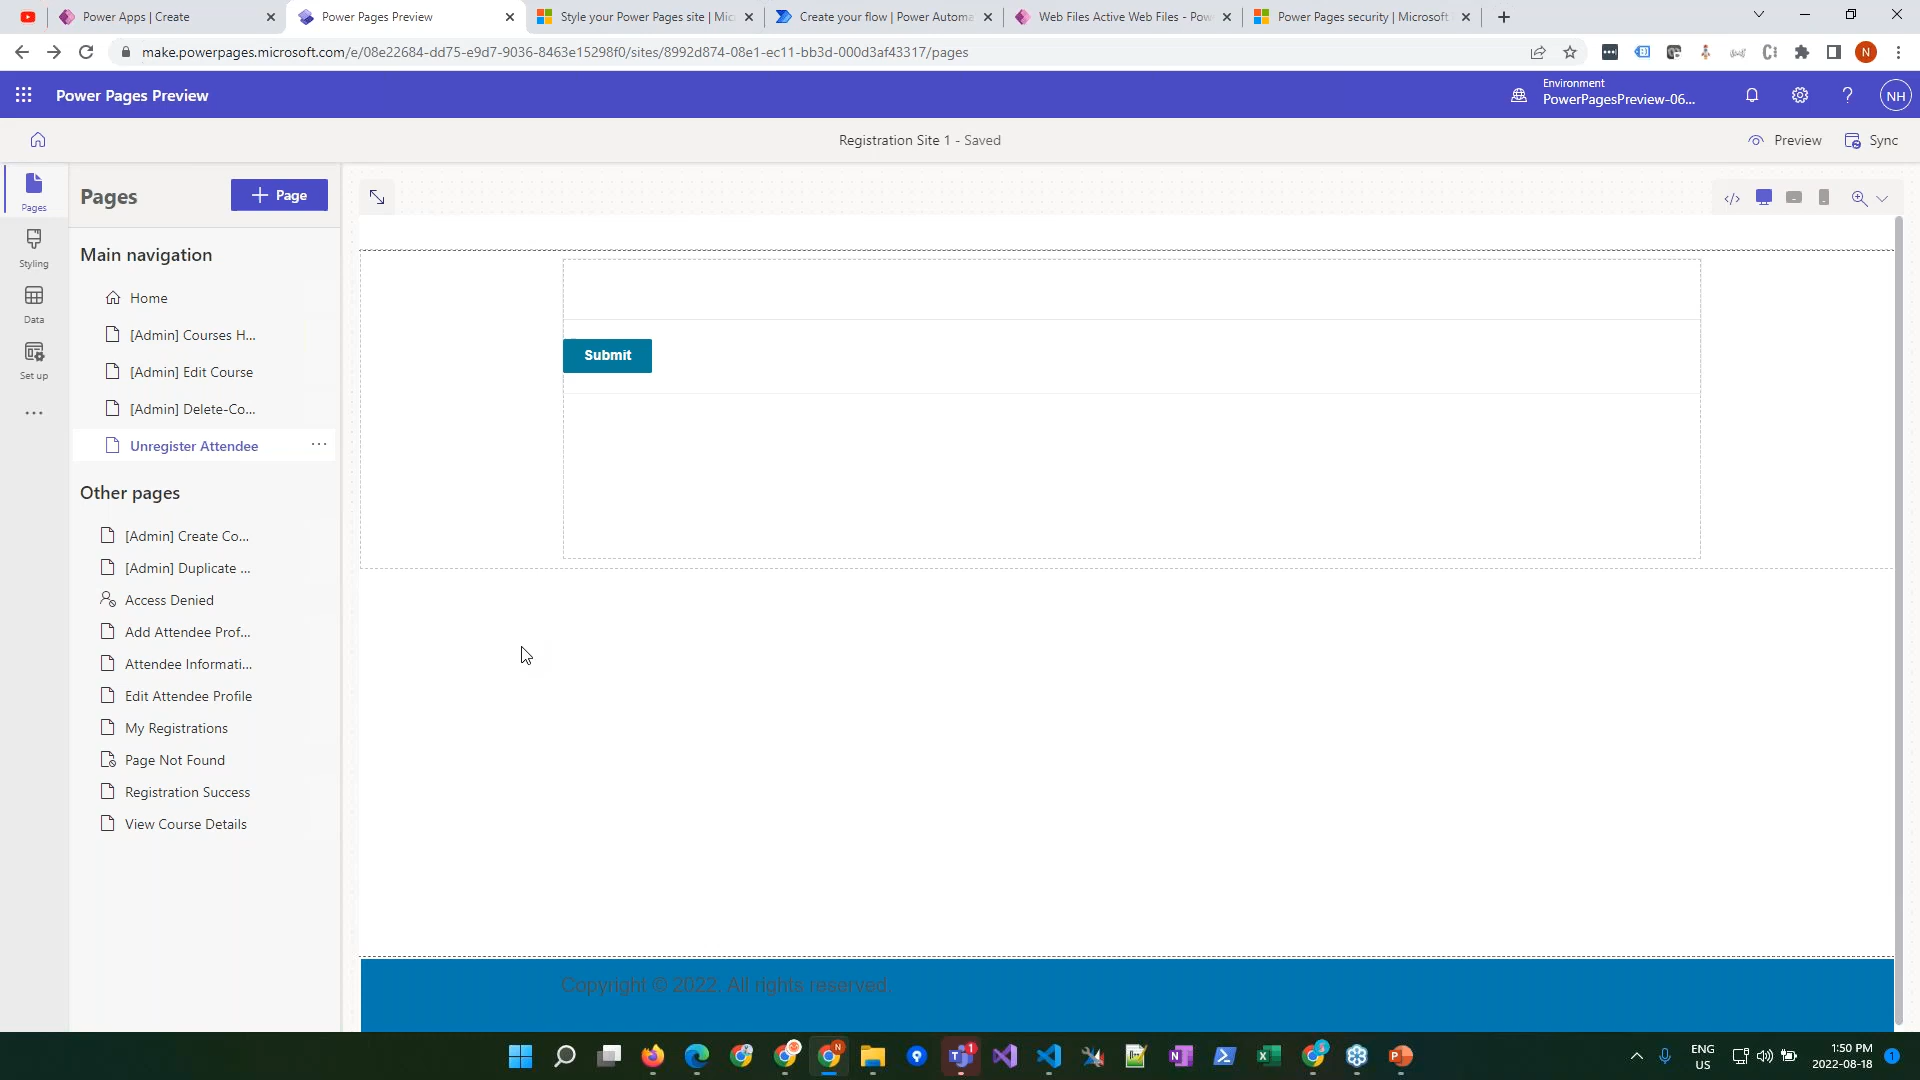 Power Apps | Create
Power Pages Preview
Style your Power Pages site | Mic
Create your flow | Power Automa
Web Files Active Web Files - Pow
Power Pages security | Microsoft
make.powerpages.microsoft.com/e/08e22684-dd75-e9d7-9036-8463e15298f0/sites/8992d874-08e1-ec11-bb3d-000d3af43317/pages
N
Power Pages Preview
Environment
PowerPagesPreview-06...
NH
Registration Site 1 - Saved
Preview
Sync
Pages
Styling
Data
Set up
Pages
Page
Main navigation
Home
[Admin] Courses H...
[Admin] Edit Course
[Admin] Delete-Co...
Unregister Attendee
Other pages
[Admin] Create Co...
[Admin] Duplicate ...
Access Denied
Add Attendee Prof...
Attendee Informati...
Edit Attendee Profile
My Registrations
Page Not Found
Registration Success
View Course Details
Submit
Copyright © 2022. All rights reserved.
ENG
US
1:50 PM
2022-08-18